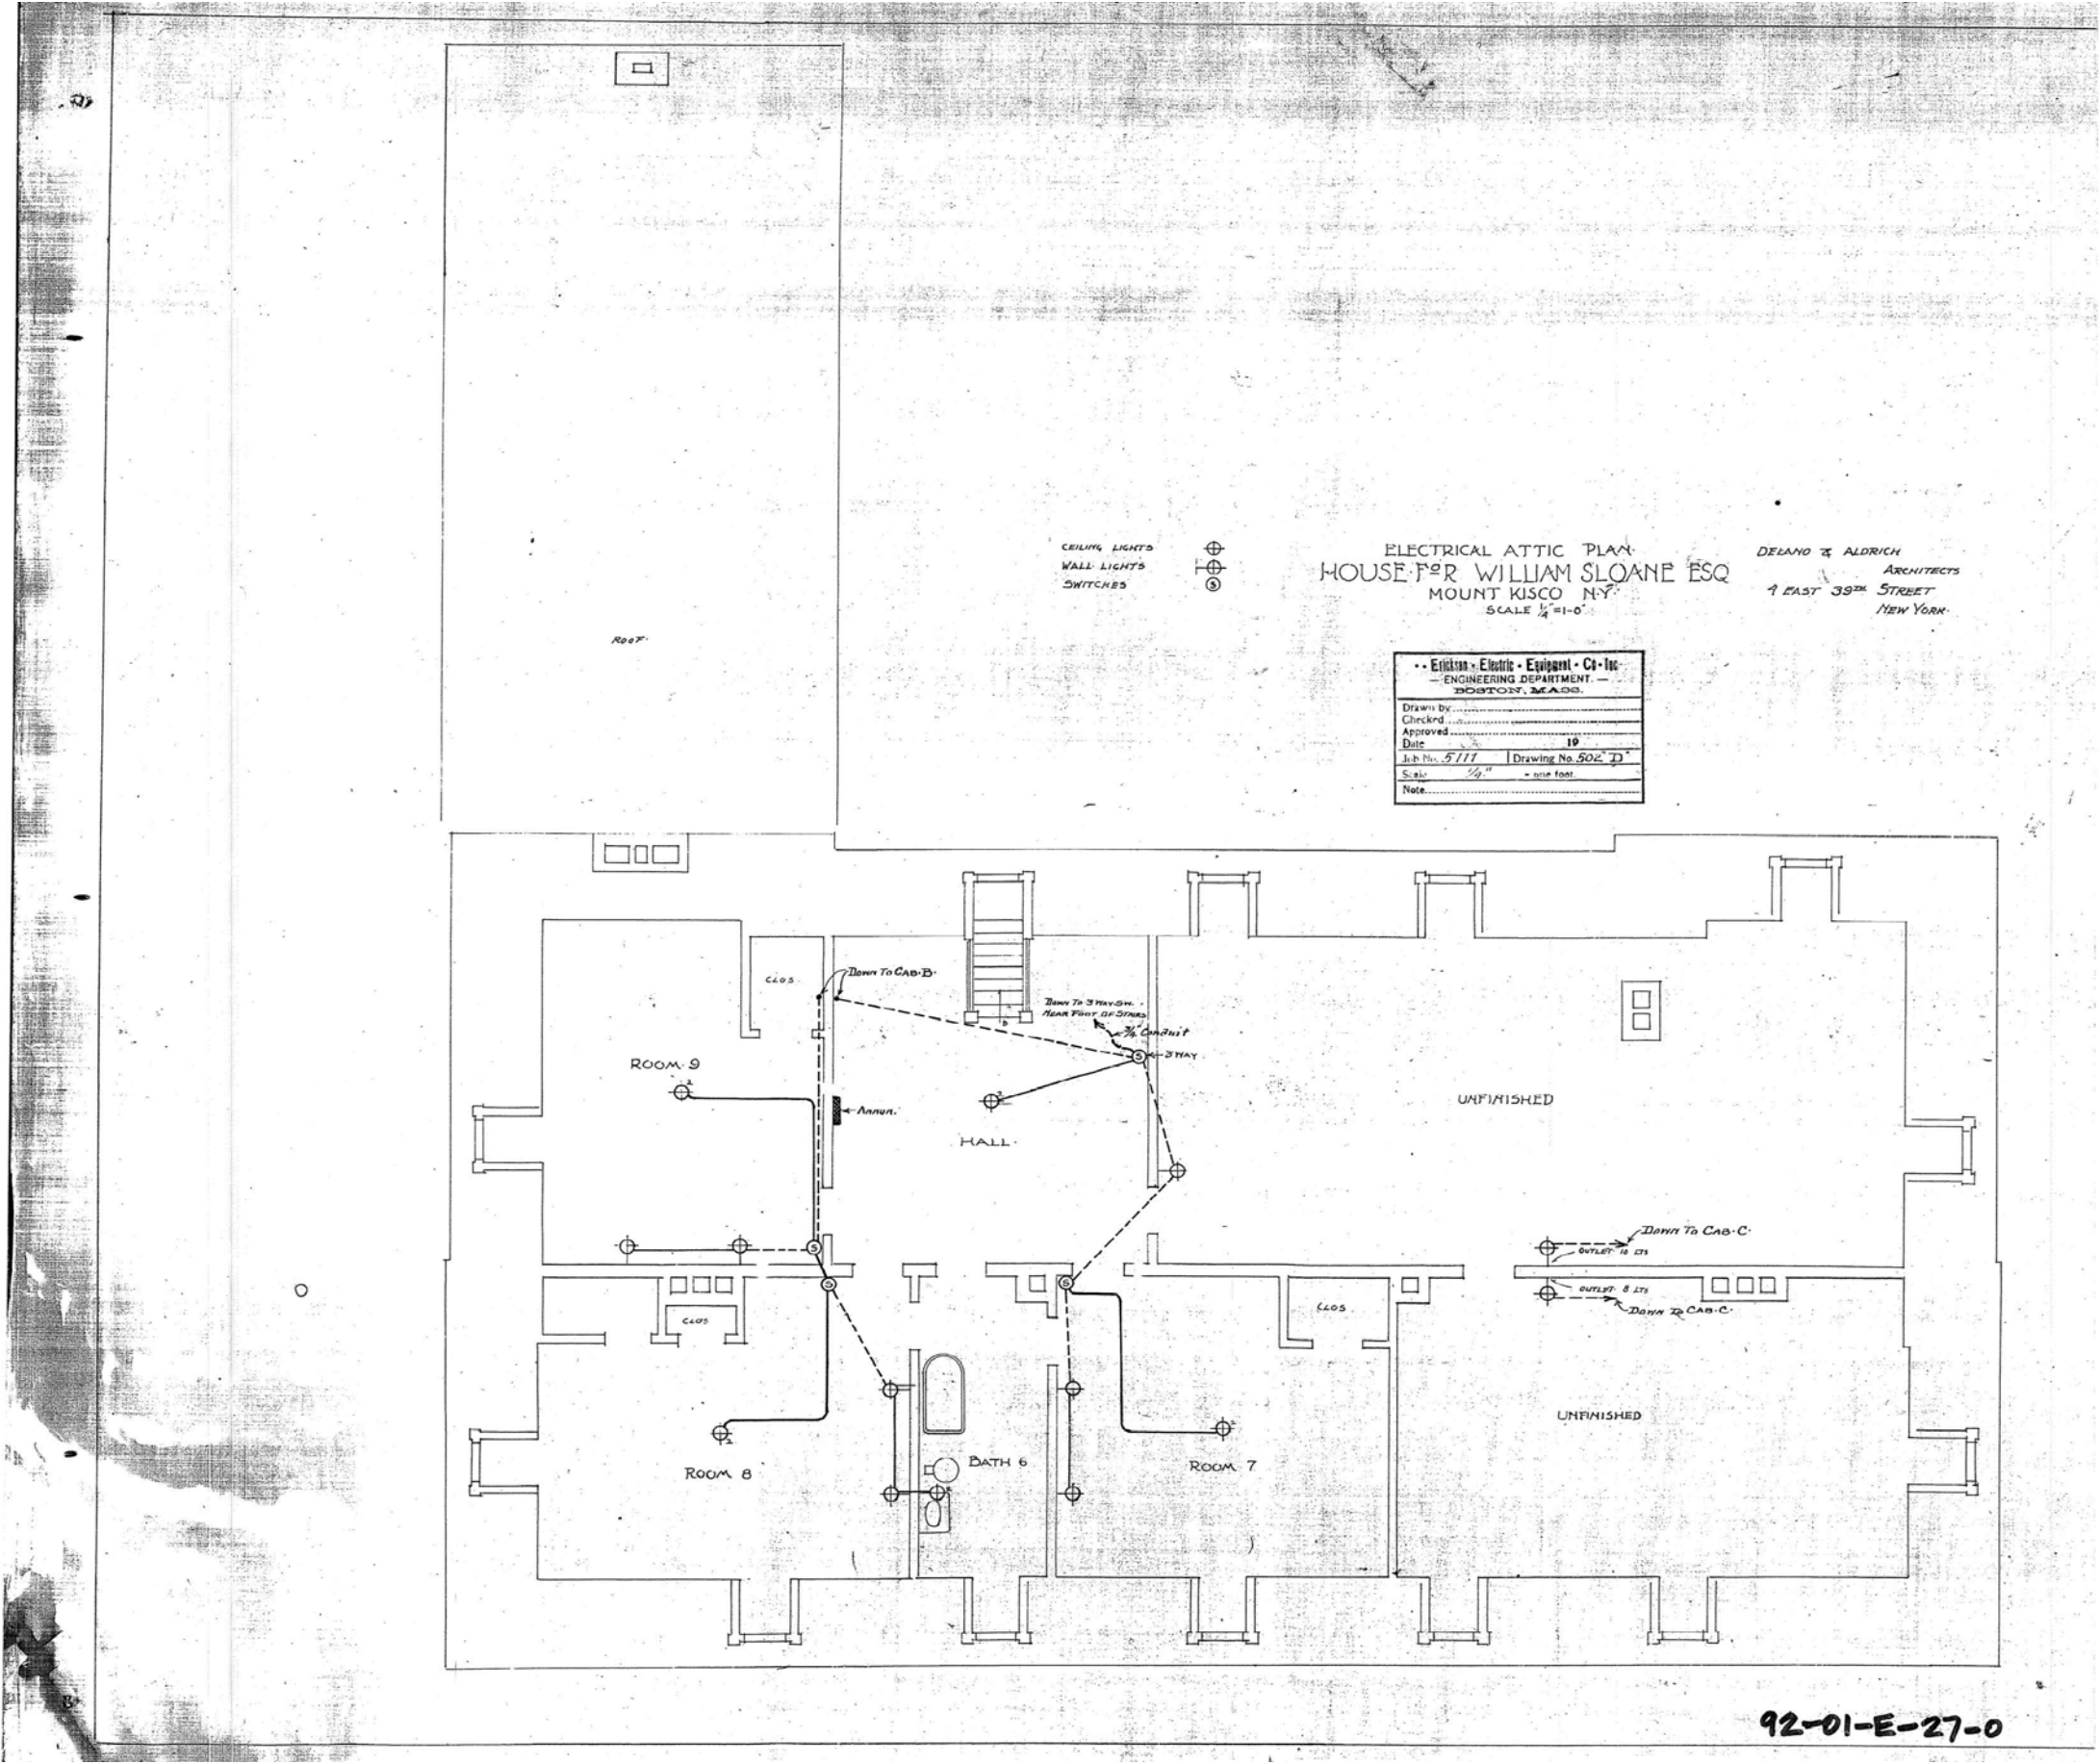 CEILING LIGHTS
WALL LIGHTS
SWITCHES
S
ELECTRICAL ATTIC PLAN.
HOUSE FOR WILLIAM SLOANE ESQ
MOUNT KISCO N.Y.
SCALE 1/4"=1-0"
DELANO & ALDRICH
ARCHITECTS
4 EAST 39TH STREET
NEW YORK.
Erickson - Electric - Equipment - Co - Inc
ENGINEERING DEPARTMENT.
BOSTON, MASS.
Drawn by
Checked
Approved
Date 19
Job No. 5111 Drawing No. 502 "D"
Scale 1/4" = one foot.
Note
ROOF.
CLOS
DOWN TO CAB. B.
DOWN TO 3 WAY SW.
NEAR FOOT OF STAIRS
3/4" Conduit
S
3 WAY
ROOM 9
2
ANNUN.
2
HALL.
UNFINISHED
DOWN TO CAB. C.
OUTLET 10 LTS
S
S
S
OUTLET 8 LTS
DOWN TO CAB. C.
CLOS
CLOS
2
2
ROOM 8
BATH 6
ROOM 7
UNFINISHED
92-01-E-27-0